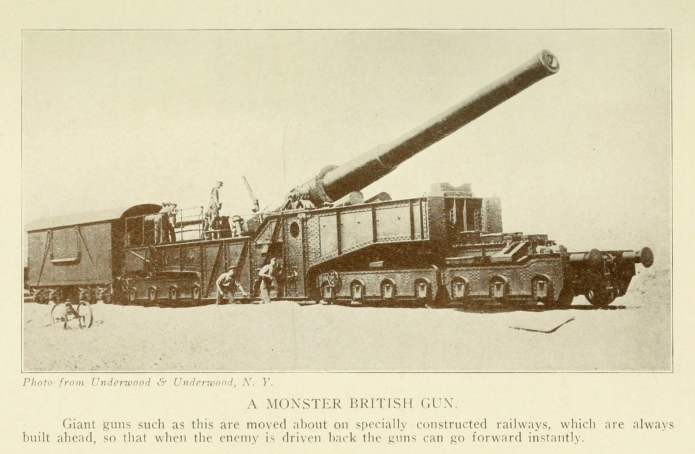 Photo from Underwood & Underwood, N. Y.
A MONSTER BRITISH GUN.
Giant guns such as this are moved about on specially constructed railways, which are always
built ahead, so that when the enemy is driven back the guns can go forward instantly.